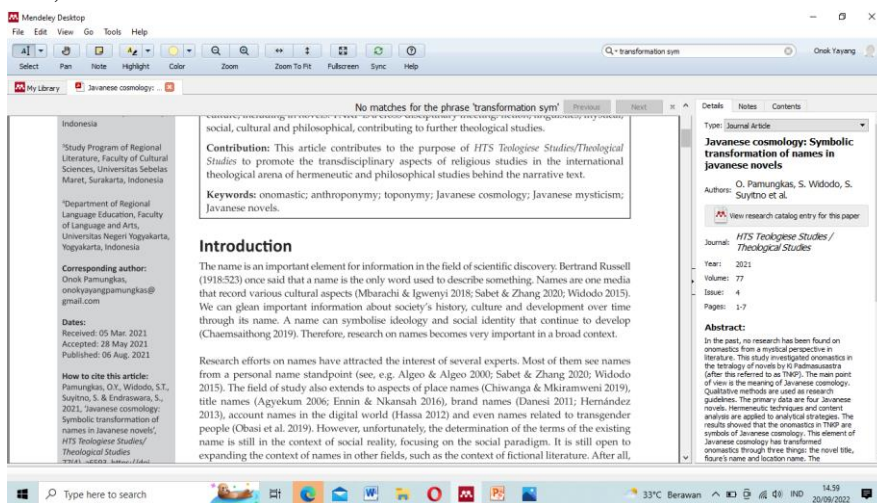 Mendeley Desktop
File Edit View Go Tools Help
Select Pan Note Highlight Color Zoom Zoom To Fit Fullscreen Sync Help
transformation sym
Onok Yayang
My Library
Javanese cosmology: ...
No matches for the phrase 'transformation sym' Previous Next
Indonesia
³Study Program of Regional
Literature, Faculty of Cultural
Sciences, Universitas Sebelas
Maret, Surakarta, Indonesia
⁴Department of Regional
Language Education, Faculty
of Language and Arts,
Universitas Negeri Yogyakarta,
Yogyakarta, Indonesia
Corresponding author:
Onok Pamungkas,
onokyayangpamungkas@
gmail.com
Dates:
Received: 05 Mar. 2021
Accepted: 28 May 2021
Published: 06 Aug. 2021
How to cite this article:
Pamungkas, O.Y., Widodo, S.T.,
Suyitno, S. & Endraswara, S.,
2021, 'Javanese cosmology:
Symbolic transformation of
names in Javanese novels',
HTS Teologiese Studies/
Theological Studies
social, cultural and philosophical, contributing to further theological studies.
Contribution: This article contributes to the purpose of HTS Teologiese Studies/Theological
Studies to promote the transdisciplinary aspects of religious studies in the international
theological arena of hermeneutic and philosophical studies behind the narrative text.
Keywords: onomastic; anthroponymy; toponymy; Javanese cosmology; Javanese mysticism;
Javanese novels.
Introduction
The name is an important element for information in the field of scientific discovery. Bertrand Russell
(1918:523) once said that a name is the only word used to describe something. Names are one media
that record various cultural aspects (Mbarachi & Igwenyi 2018; Sabet & Zhang 2020; Widodo 2015).
We can glean important information about society's history, culture and development over time
through its name. A name can symbolise ideology and social identity that continue to develop
(Chaemsaithong 2019). Therefore, research on names becomes very important in a broad context.
Research efforts on names have attracted the interest of several experts. Most of them see names
from a personal name standpoint (see, e.g. Algeo & Algeo 2000; Sabet & Zhang 2020; Widodo
2015). The field of study also extends to aspects of place names (Chiwanga & Mkiramweni 2019),
title names (Agyekum 2006; Ennin & Nkansah 2016), brand names (Danesi 2011; Hernández
2013), account names in the digital world (Hassa 2012) and even names related to transgender
people (Obasi et al. 2019). However, unfortunately, the determination of the terms of the existing
name is still in the context of social reality, focusing on the social paradigm. It is still open to
expanding the context of names in other fields, such as the context of fictional literature. After all,
Details Notes Contents
Type: Journal Article
Javanese cosmology: Symbolic
transformation of names in
javanese novels
Authors: O. Pamungkas, S. Widodo, S.
Suyitno et al.
View research catalog entry for this paper
Journal: HTS Teologiese Studies /
Theological Studies
Year: 2021
Volume: 77
Issue: 4
Pages: 1-7
Abstract:
In the past, no research has been found on
onomastics from a mystical perspective in
literature. This study investigated onomastics in
the tetralogy of novels by Ki Padmasusastra
(after this referred to as TNKP). The main point
of view is the meaning of Javanese cosmology.
Qualitative methods are used as research
guidelines. The primary data are four Javanese
novels. Hermeneutic techniques and content
analysis are applied to analytical strategies. The
results showed that the onomastics in TNKP are
symbols of Javanese cosmology. This element of
Javanese cosmology has transformed
onomastics through three things: the novel title,
figure's name and location name. The
Type here to search
33°C Berawan
IND
14.59
20/09/2022